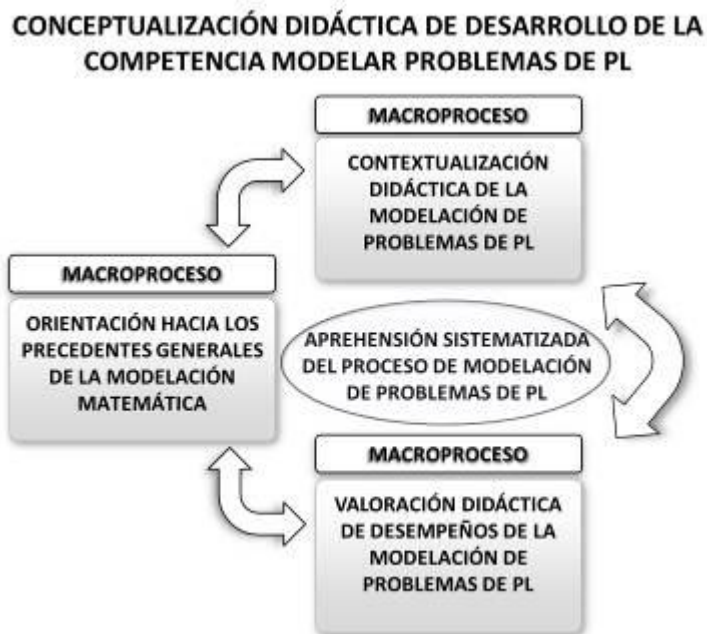 CONCEPTUALIZACIÓN DIDÁCTICA DE DESARROLLO DE LA
COMPETENCIA MODELAR PROBLEMAS DE PL
MACROPROCESO
CONTEXTUALIZACIÓN
DIDÁCTICA DE LA
MODELACIÓN DE
PROBLEMAS DE PL
MACROPROCESO
ORIENTACIÓN HACIA LOS
PRECEDENTES GENERALES
DE LA MODELACIÓN
MATEMÁTICA
APREHENSIÓN SISTEMATIZADA
DEL PROCESO DE MODELACIÓN
DE PROBLEMAS DE PL
MACROPROCESO
VALORACIÓN DIDÁCTICA
DE DESEMPEÑOS DE LA
MODELACIÓN DE
PROBLEMAS DE PL